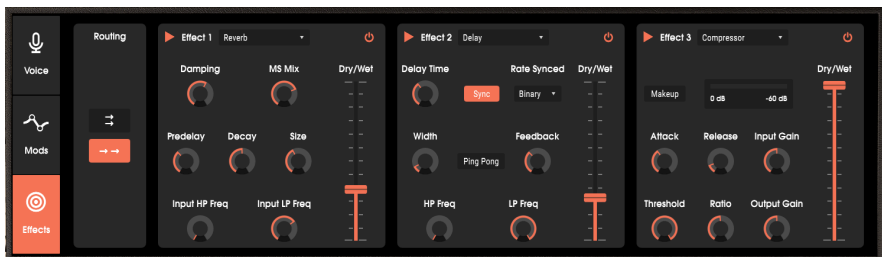 Voice
Mods
Effects
Routing
Effect 1 Reverb
Damping MS Mix Dry/Wet
Predelay Decay Size
Input HP Freq Input LP Freq
Effect 2 Delay
Delay Time Rate Synced Dry/Wet
Sync Binary
Width Feedback
Ping Pong
HP Freq LP Freq
Effect 3 Compressor
Dry/Wet
Makeup 0 dB -60 dB
Attack Release Input Gain
Threshold Ratio Output Gain